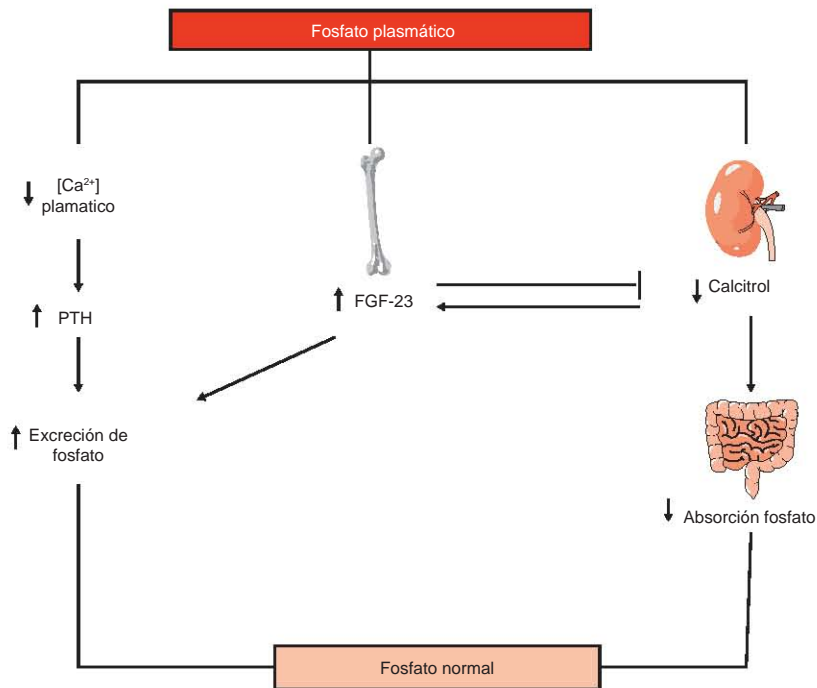 Fosfato plasmático
[Ca²⁺]
plamatico
PTH
Excreción de
fosfato
FGF-23
Calcitrol
Absorción fosfato
Fosfato normal